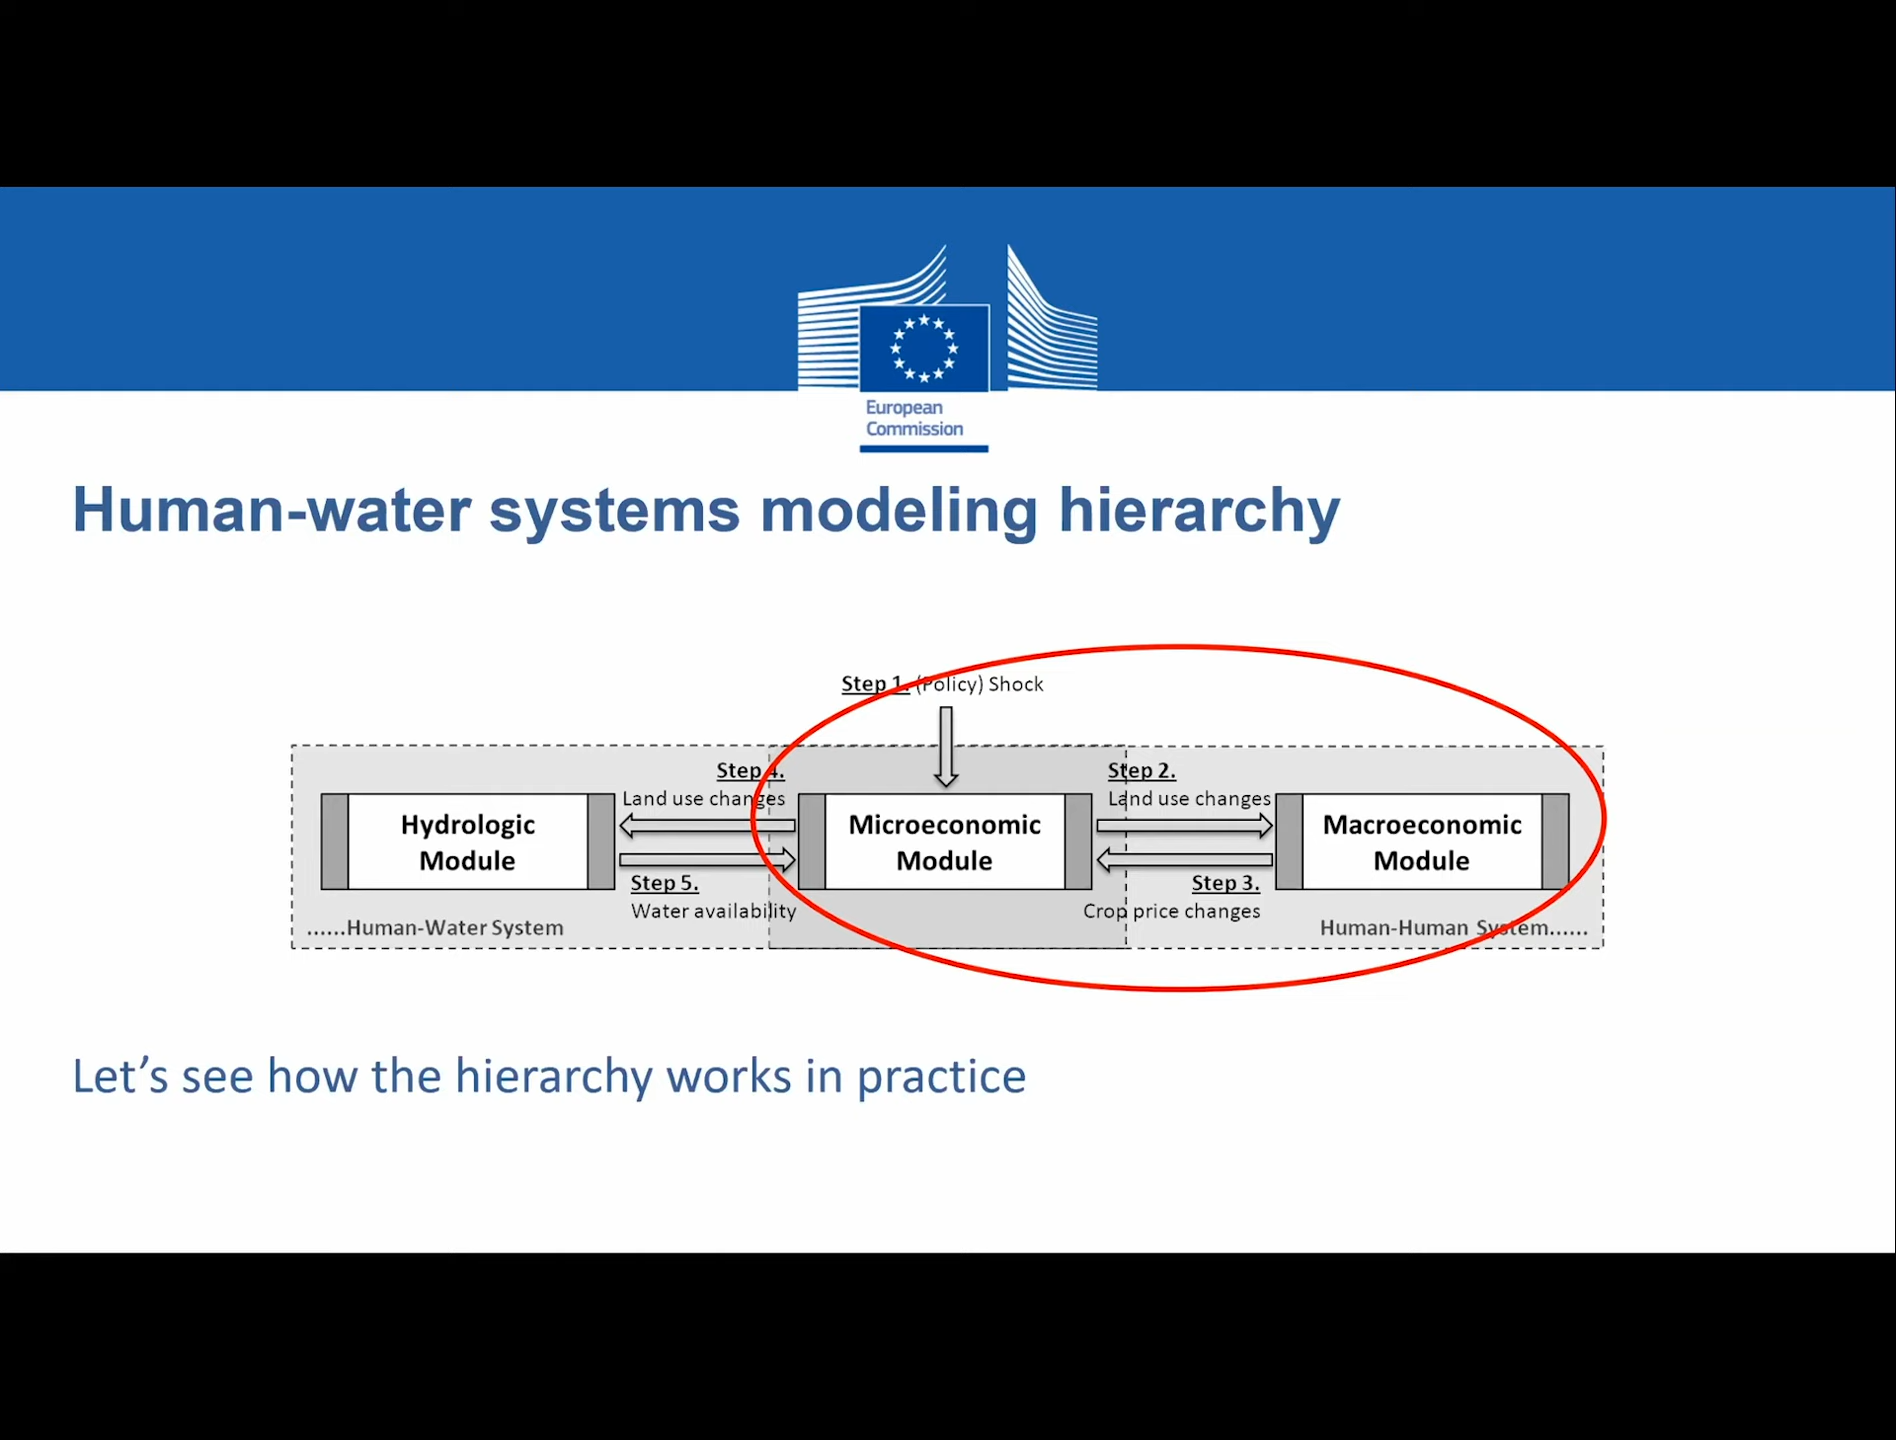 European
Commission
Human-water systems modeling hierarchy
Step 1. (Policy) Shock
Step 4.
Land use changes
Step 2.
Land use changes
Hydrologic
Module
Microeconomic
Module
Macroeconomic
Module
Step 5.
Water availability
Step 3.
Crop price changes
......Human-Water System
Human-Human System......
Let's see how the hierarchy works in practice